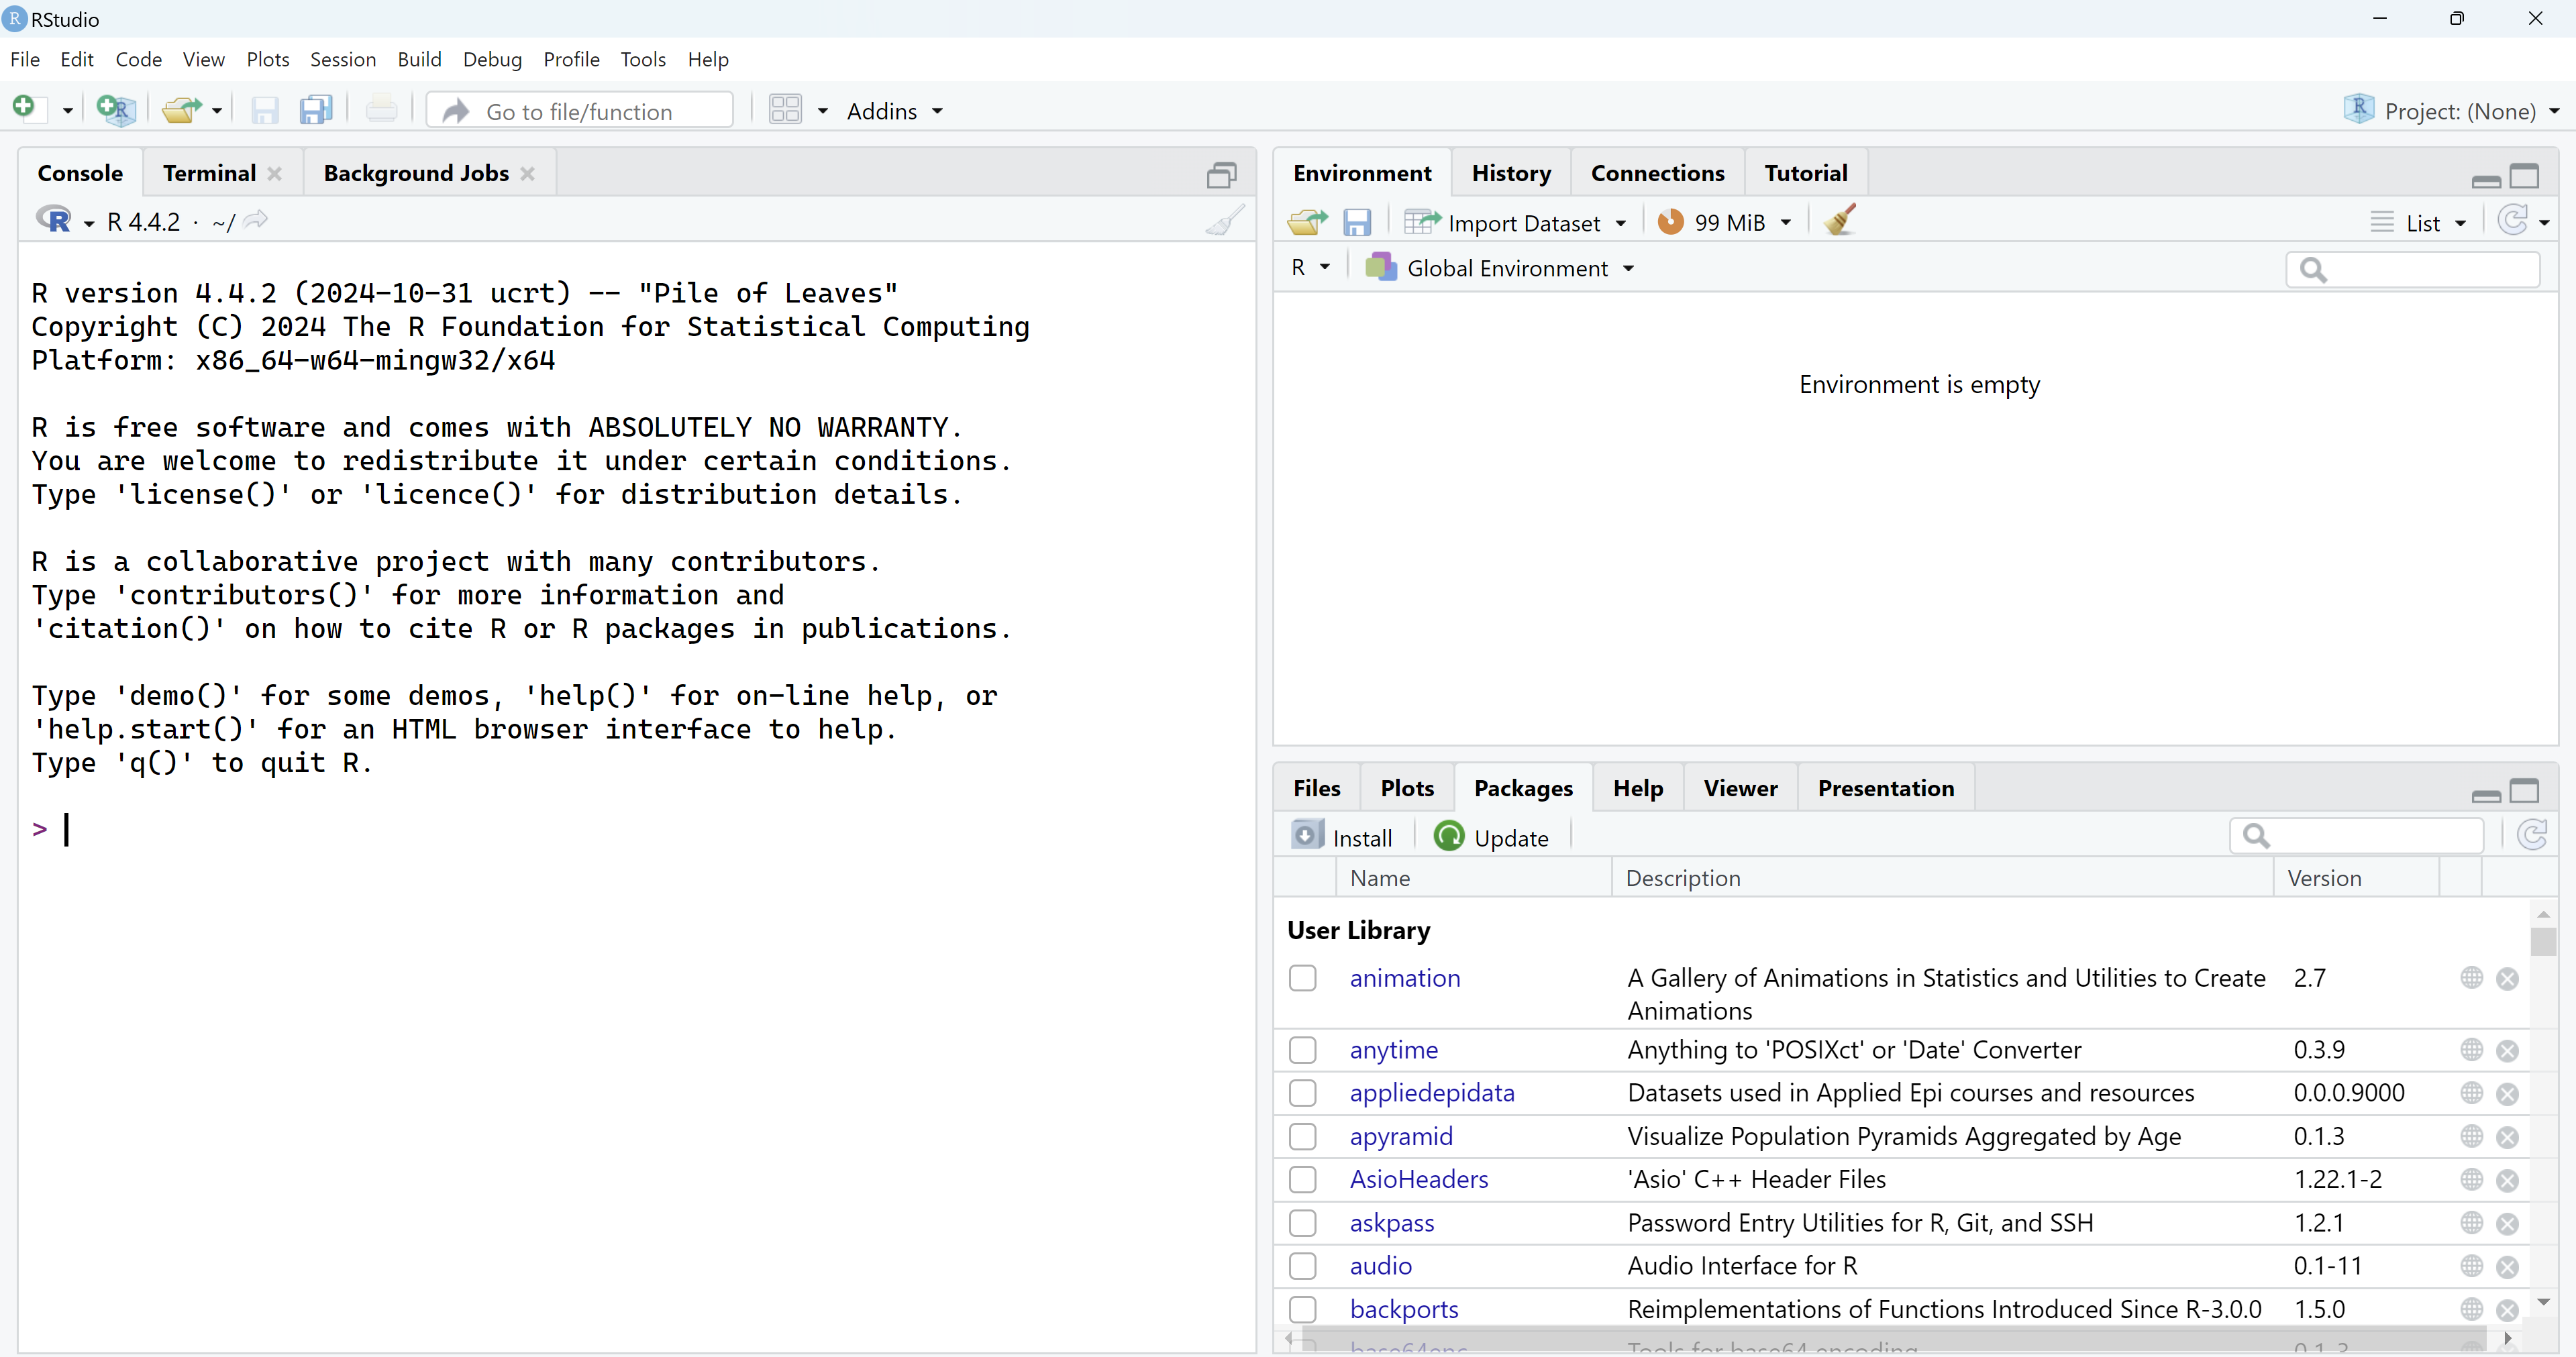 RStudio
File Edit Code View Plots Session Build Debug Profile Tools Help
Go to file/function Addins Project: (None)
Console Terminal Background Jobs
R 4.4.2 · ~/
R version 4.4.2 (2024-10-31 ucrt) -- "Pile of Leaves"
Copyright (C) 2024 The R Foundation for Statistical Computing
Platform: x86_64-w64-mingw32/x64
R is free software and comes with ABSOLUTELY NO WARRANTY.
You are welcome to redistribute it under certain conditions.
Type 'license()' or 'licence()' for distribution details.
R is a collaborative project with many contributors.
Type 'contributors()' for more information and
'citation()' on how to cite R or R packages in publications.
Type 'demo()' for some demos, 'help()' for on-line help, or
'help.start()' for an HTML browser interface to help.
Type 'q()' to quit R.
>
Environment History Connections Tutorial
Import Dataset 99 MiB List
R Global Environment
Environment is empty
Files Plots Packages Help Viewer Presentation
Install Update
Name Description Version
User Library
animation A Gallery of Animations in Statistics and Utilities to Create 2.7
Animations
anytime Anything to 'POSIXct' or 'Date' Converter 0.3.9
appliedepidata Datasets used in Applied Epi courses and resources 0.0.0.9000
apyramid Visualize Population Pyramids Aggregated by Age 0.1.3
AsioHeaders 'Asio' C++ Header Files 1.22.1-2
askpass Password Entry Utilities for R, Git, and SSH 1.2.1
audio Audio Interface for R 0.1-11
backports Reimplementations of Functions Introduced Since R-3.0.0 1.5.0
base64enc Tools for base64 encoding 0.1-3